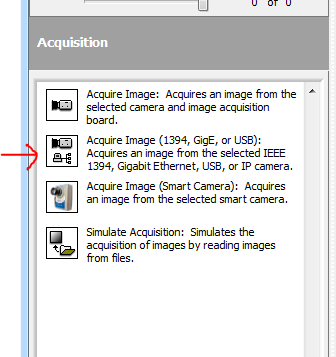 0 of 0
Acquisition
Acquire Image: Acquires an image from the
selected camera and image acquisition
board.
Acquire Image (1394, GigE, or USB):
Acquires an image from the selected IEEE
1394, Gigabit Ethernet, USB, or IP camera.
Acquire Image (Smart Camera): Acquires
an image from the selected smart camera.
Simulate Acquisition: Simulates the
acquisition of images by reading images
from files.